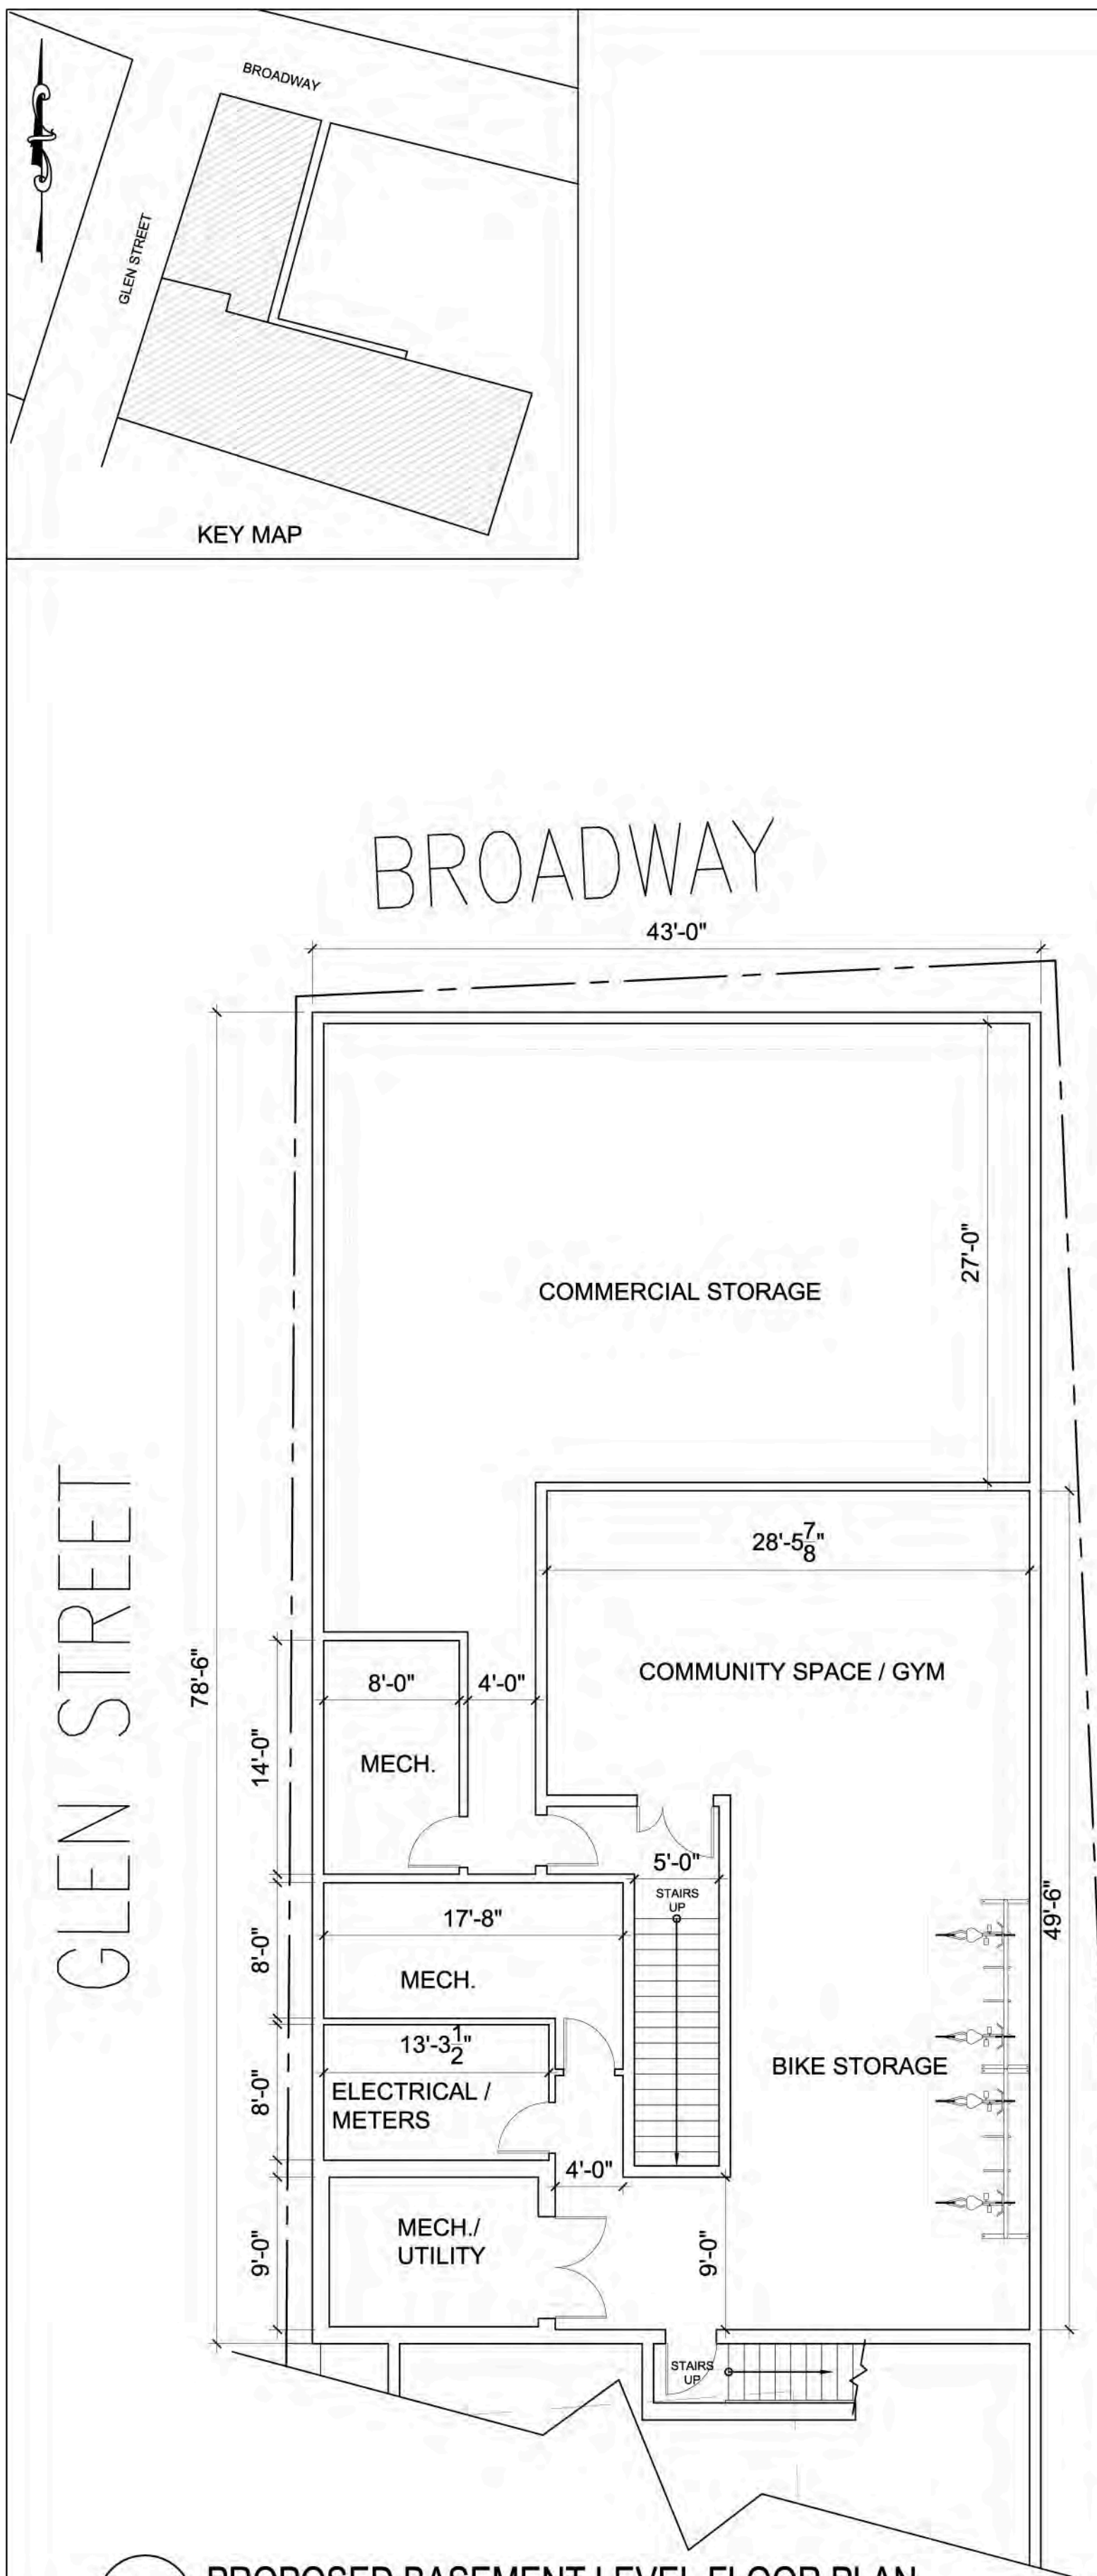 BROADWAY
GLEN STREET
KEY MAP
BROADWAY
43'-0"
27'-0"
COMMERCIAL STORAGE
GLEN STREET
78'-6"
28'-5 7/8"
COMMUNITY SPACE / GYM
8'-0"
4'-0"
14'-0"
MECH.
5'-0"
STAIRS
UP
49'-6"
17'-8"
8'-0"
MECH.
13'-3 1/2"
8'-0"
ELECTRICAL /
METERS
BIKE STORAGE
4'-0"
MECH./
UTILITY
9'-0"
9'-0"
STAIRS
UP
PROPOSED BASEMENT LEVEL FLOOR PLAN